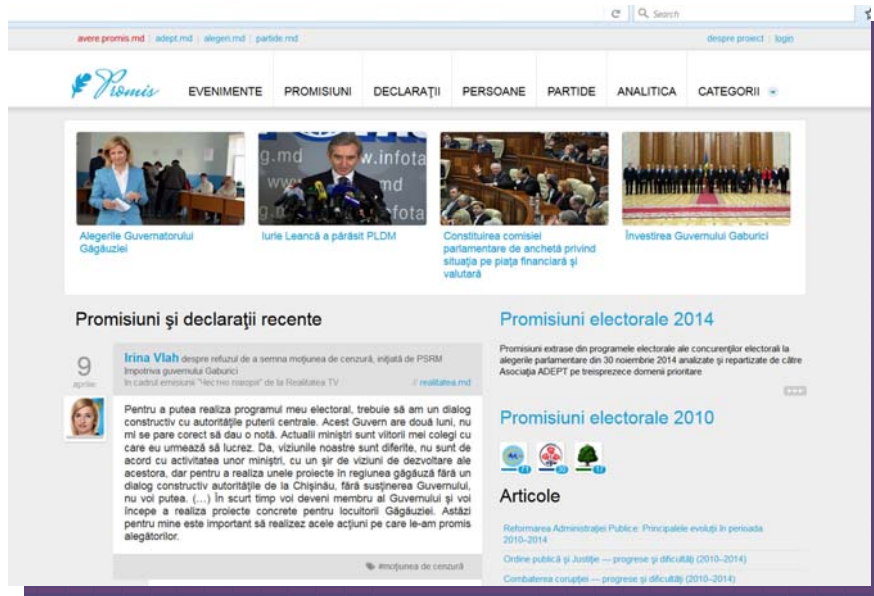 Search
avere.promis.md | adept.md | alegeri.md | partide.md
despre proiect | login
Promis
EVENIMENTE PROMISIUNI DECLARAŢII PERSOANE PARTIDE ANALITICA CATEGORII
g.md w.infota
www. md
g.m fota
Alegerile Guvernatorului
Găgăuziei
Iurie Leancă a părăsit PLDM
Constituirea comisiei
parlamentare de anchetă privind
situaţia pe piaţa financiară şi
valutară
Învestirea Guvernului Gaburici
Promisiuni şi declaraţii recente
9
aprilie
Irina Vlah despre refuzul de a semna moţiunea de cenzură, iniţiată de PSRM
împotriva guvernului Gaburici
în cadrul emisiunii "Честно говоря" de la Realitatea TV // realitatea.md
Pentru a putea realiza programul meu electoral, trebuie să am un dialog
constructiv cu autorităţile puterii centrale. Acest Guvern are două luni, nu
mi se pare corect să dau o notă. Actualii miniştri sunt viitorii mei colegi cu
care eu urmează să lucrez. Da, viziunile noastre sunt diferite, nu sunt de
acord cu activitatea unor miniştri, cu un şir de viziuni de dezvoltare ale
acestora, dar pentru a realiza unele proiecte în regiunea găgăuză fără un
dialog constructiv autorităţile de la Chişinău, fără susţinerea Guvernului,
nu voi putea. (…) În scurt timp voi deveni membru al Guvernului şi voi
începe a realiza proiecte concrete pentru locuitorii Găgăuziei. Astăzi
pentru mine este important să realizez acele acţiuni pe care le-am promis
alegătorilor.
#moţiunea de cenzură
Promisiuni electorale 2014
Promisiuni extrase din programele electorale ale concurenţilor electorali la
alegerile parlamentare din 30 noiembrie 2014 analizate şi repartizate de către
Asociaţia ADEPT pe treisprezece domenii prioritare
Promisiuni electorale 2010
Articole
Reformarea Administraţiei Publice: Principalele evoluţii în perioada
2010–2014
Ordine publică şi Justiţie — progrese şi dificultăţi (2010–2014)
Combaterea corupţiei — progrese şi dificultăţi (2010–2014)